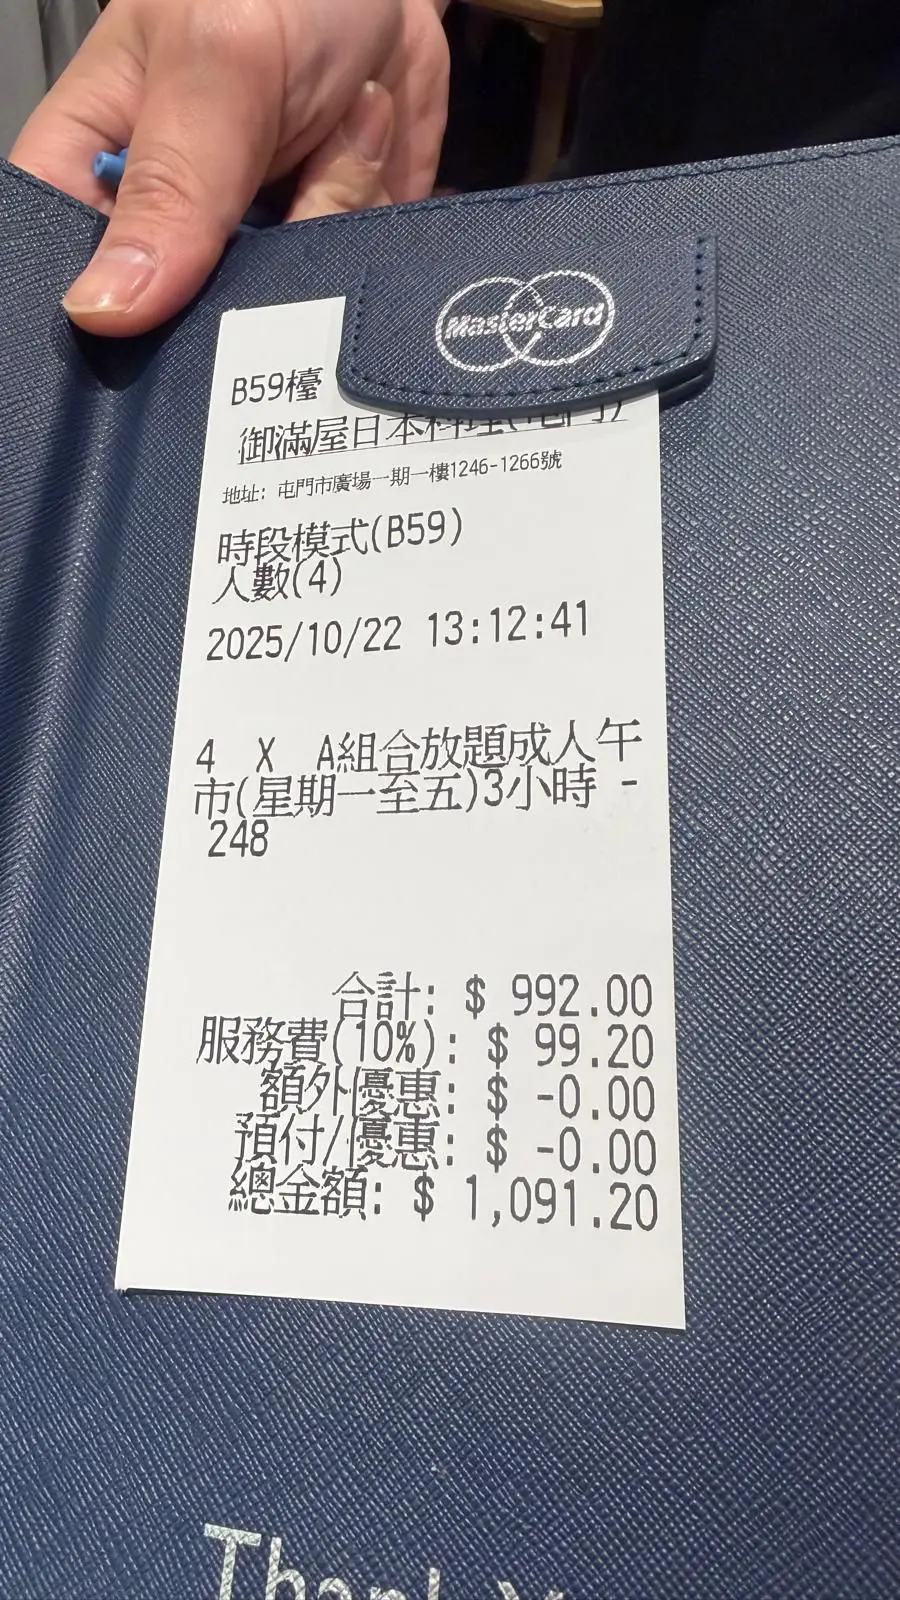 MasterCard
B59檯
御滿屋日本料理(屯門)
地址: 屯門市廣場一期一樓1246-1266號
時段模式(B59)
人數(4)
2025/10/22 13:12:41
4 X A組合放題成人午
市(星期一至五)3小時 -
248
合計: $ 992.00
服務費(10%): $ 99.20
額外優惠: $ -0.00
預付/優惠: $ -0.00
總金額: $ 1,091.20
Thank